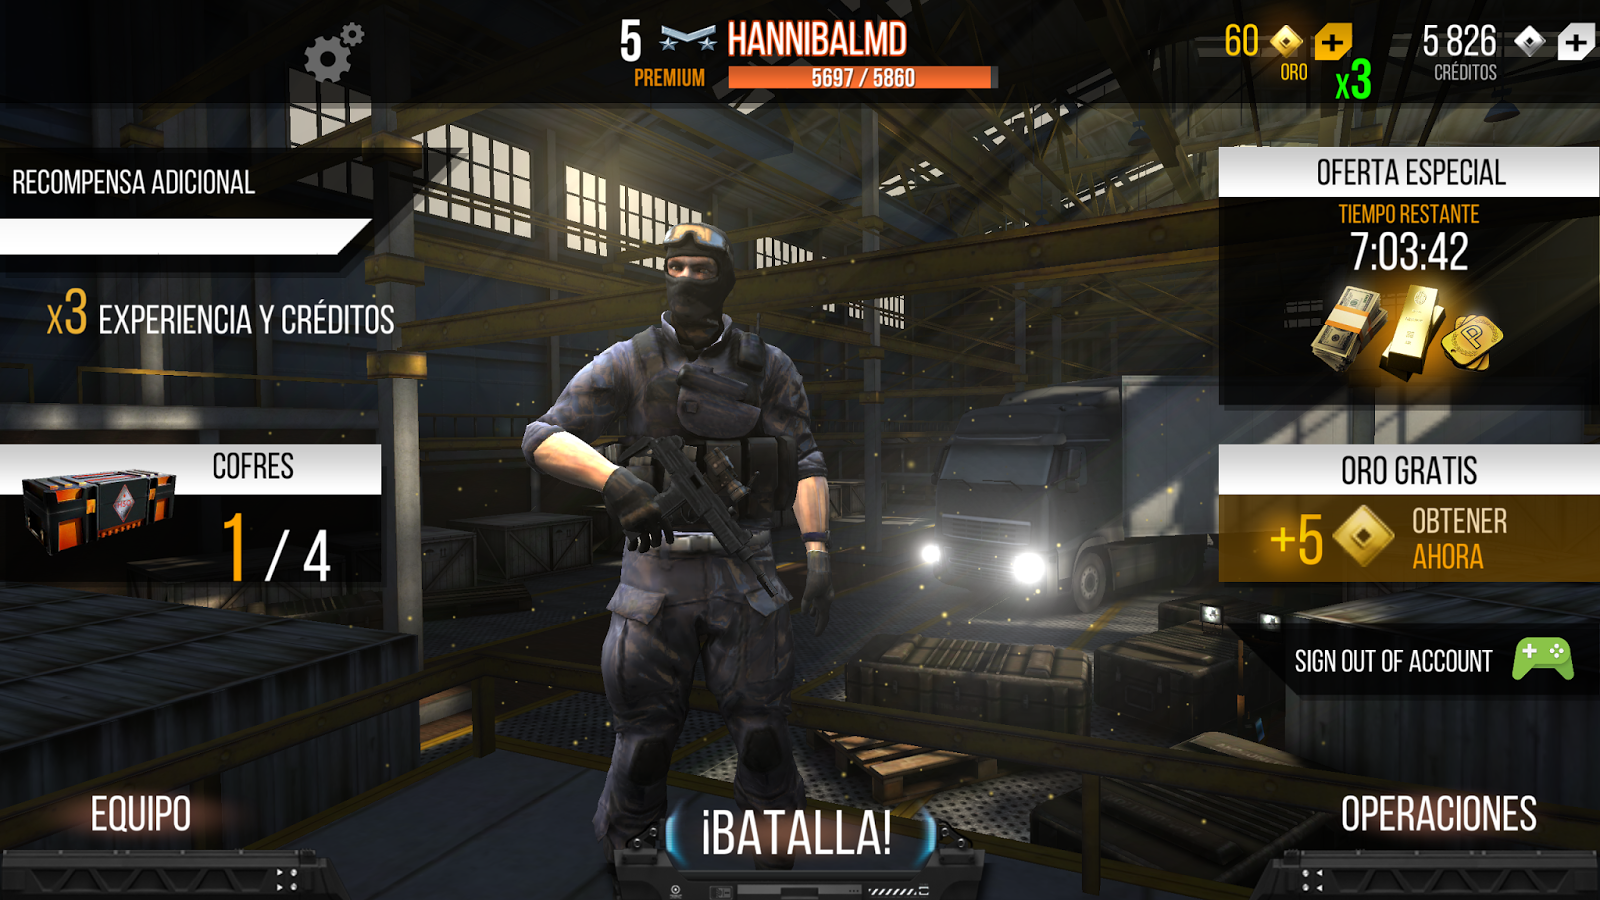 5
HANNIBALMD
PREMIUM
5697 / 5860
60
ORO
x3
5 826
CRÉDITOS
RECOMPENSA ADICIONAL
x3 EXPERIENCIA Y CRÉDITOS
COFRES
1 / 4
OFERTA ESPECIAL
TIEMPO RESTANTE
7:03:42
ORO GRATIS
+5
OBTENER
AHORA
SIGN OUT OF ACCOUNT
EQUIPO
¡BATALLA!
OPERACIONES